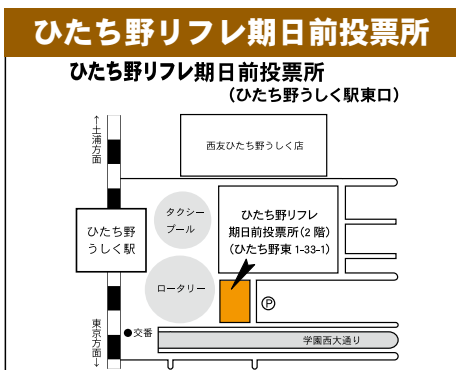 ひたち野リフレ期日前投票所
ひたち野リフレ期日前投票所
(ひたち野うしく駅東口)
←土浦方面
西友ひたち野うしく店
タクシー
プール
ひたち野
うしく駅
ひたち野リフレ
期日前投票所(2階)
(ひたち野東1-33-1)
ロータリー
P
東京方面→
●交番
学園西大通り